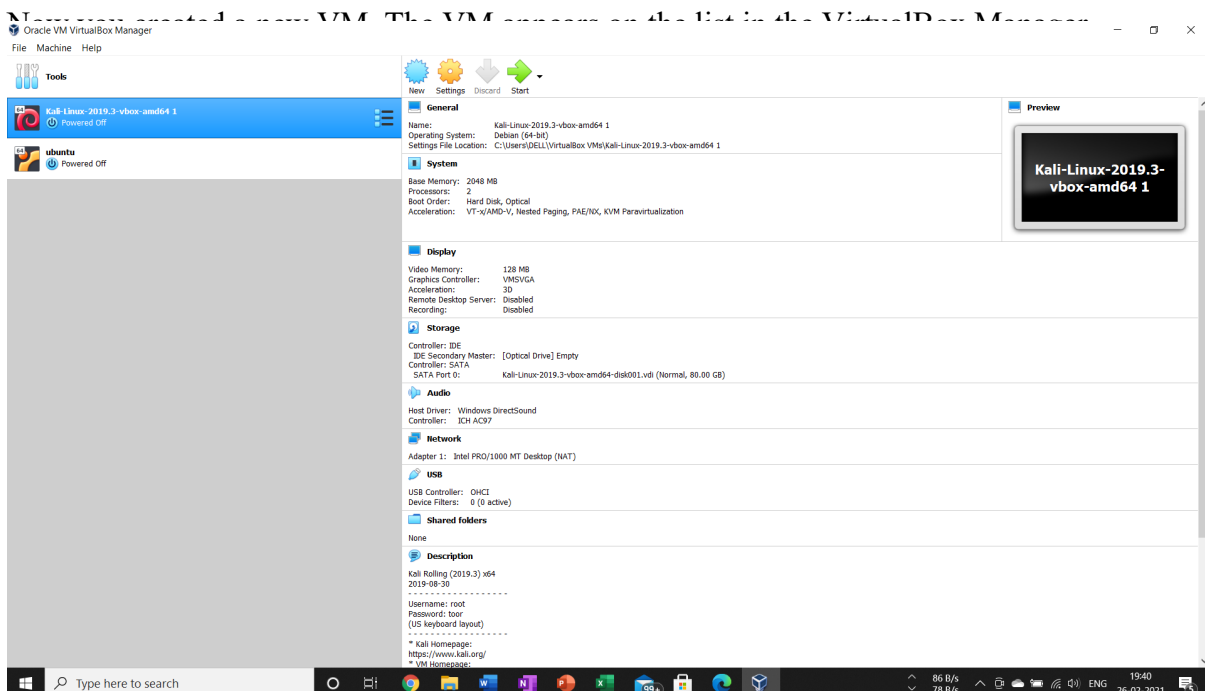 Now you created a new VM. The VM appears on the list in the VirtualBox Manager
Oracle VM VirtualBox Manager
File Machine Help
Tools
New Settings Discard Start
64 Kali-Linux-2019.3-vbox-amd64 1
Powered Off
64 ubuntu
Powered Off
General
Name: Kali-Linux-2019.3-vbox-amd64 1
Operating System: Debian (64-bit)
Settings File Location: C:\Users\DELL\VirtualBox VMs\Kali-Linux-2019.3-vbox-amd64 1
Preview
Kali-Linux-2019.3-
vbox-amd64 1
System
Base Memory: 2048 MB
Processors: 2
Boot Order: Hard Disk, Optical
Acceleration: VT-x/AMD-V, Nested Paging, PAE/NX, KVM Paravirtualization
Display
Video Memory: 128 MB
Graphics Controller: VMSVGA
Acceleration: 3D
Remote Desktop Server: Disabled
Recording: Disabled
Storage
Controller: IDE
IDE Secondary Master: [Optical Drive] Empty
Controller: SATA
SATA Port 0: Kali-Linux-2019.3-vbox-amd64-disk001.vdi (Normal, 80.00 GB)
Audio
Host Driver: Windows DirectSound
Controller: ICH AC97
Network
Adapter 1: Intel PRO/1000 MT Desktop (NAT)
USB
USB Controller: OHCI
Device Filters: 0 (0 active)
Shared folders
None
Description
Kali Rolling (2019.3) x64
2019-08-30
- - - - - - - - - - - - - - - - - -
Username: root
Password: toor
(US keyboard layout)
- - - - - - - - - - - - - - - - - -
* Kali Homepage:
https://www.kali.org/
* VM Homepage:
Type here to search
99+
86 B/s
78 B/s
ENG
19:40
26-02-2021
5